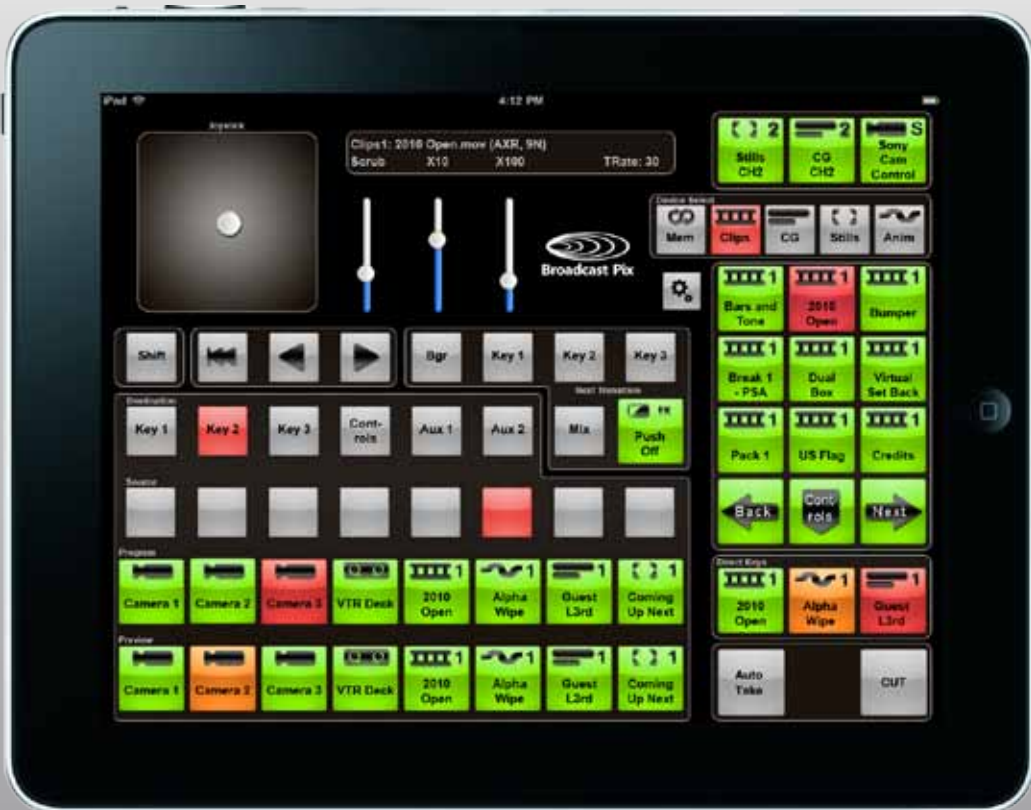 iPad
4:12 PM
Joystick
Clips1: 2010 Open.mov (AXR, 9N)
Scrub X10 X100 TRate: 30
Broadcast Pix
2 2 S
Stills CG Sony
CH2 CH2 Cam
Control
Device Select
Mem Clips CG Stills Anim
1 1 1
Bars and 2010 Bumper
Tone Open
1 1 1
Break 1 Dual Virtual
- PSA Box Set Back
1 1 1
Pack 1 US Flag Credits
Back Cont Next
rols
Shift
Bgr Key 1 Key 2 Key 3
Next Transition
Mix Push
Off
Destination
Key 1 Key 2 Key 3 Cont- Aux 1 Aux 2
rols
Source
Program
1 1 1 1
Camera 1 Camera 2 Camera 3 VTR Deck 2010 Alpha Guest Coming
Open Wipe L3rd Up Next
Preview
1 1 1 1
Camera 1 Camera 2 Camera 3 VTR Deck 2010 Alpha Guest Coming
Open Wipe L3rd Up Next
Direct Keys
1 1 1
2010 Alpha Guest
Open Wipe L3rd
Auto CUT
Take